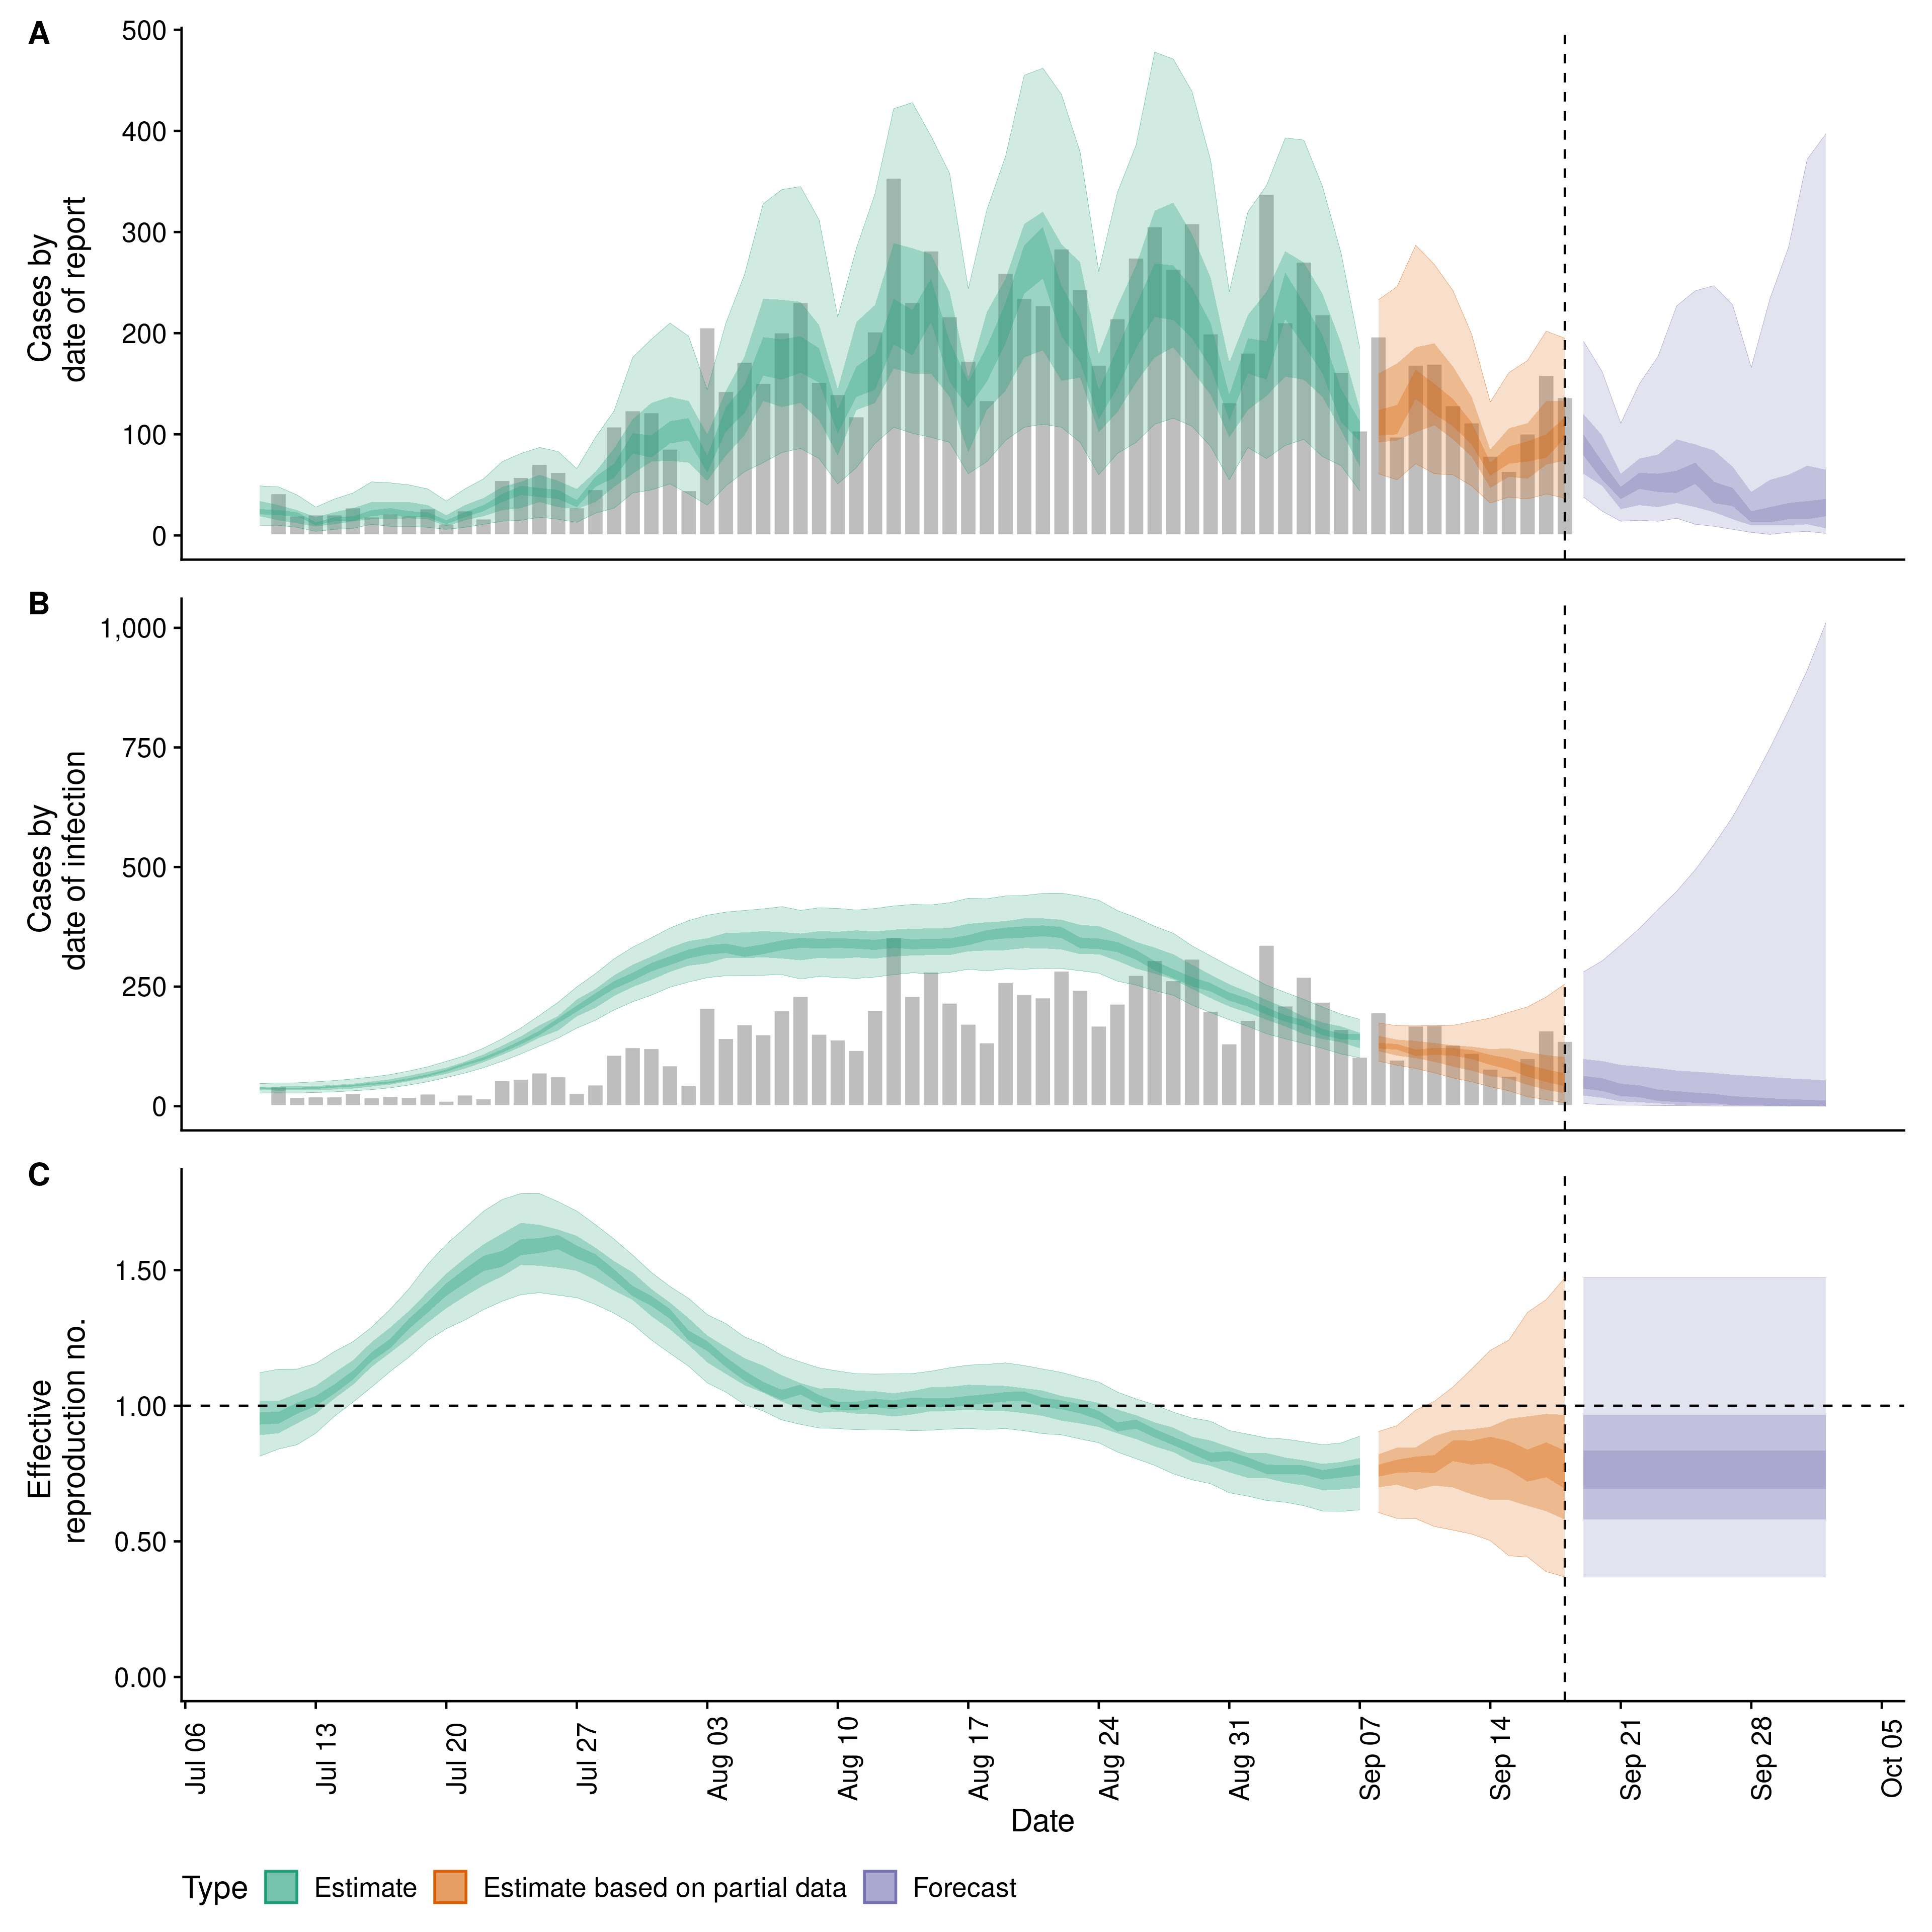 A
Cases by
date of report
500
400
300
200
100
0
B
Cases by
date of infection
1,000
750
500
250
0
C
Effective
reproduction no.
1.50
1.00
0.50
0.00
Jul 06
Jul 13
Jul 20
Jul 27
Aug 03
Aug 10
Aug 17
Aug 24
Aug 31
Sep 07
Sep 14
Sep 21
Sep 28
Oct 05
Date
Type Estimate Estimate based on partial data Forecast